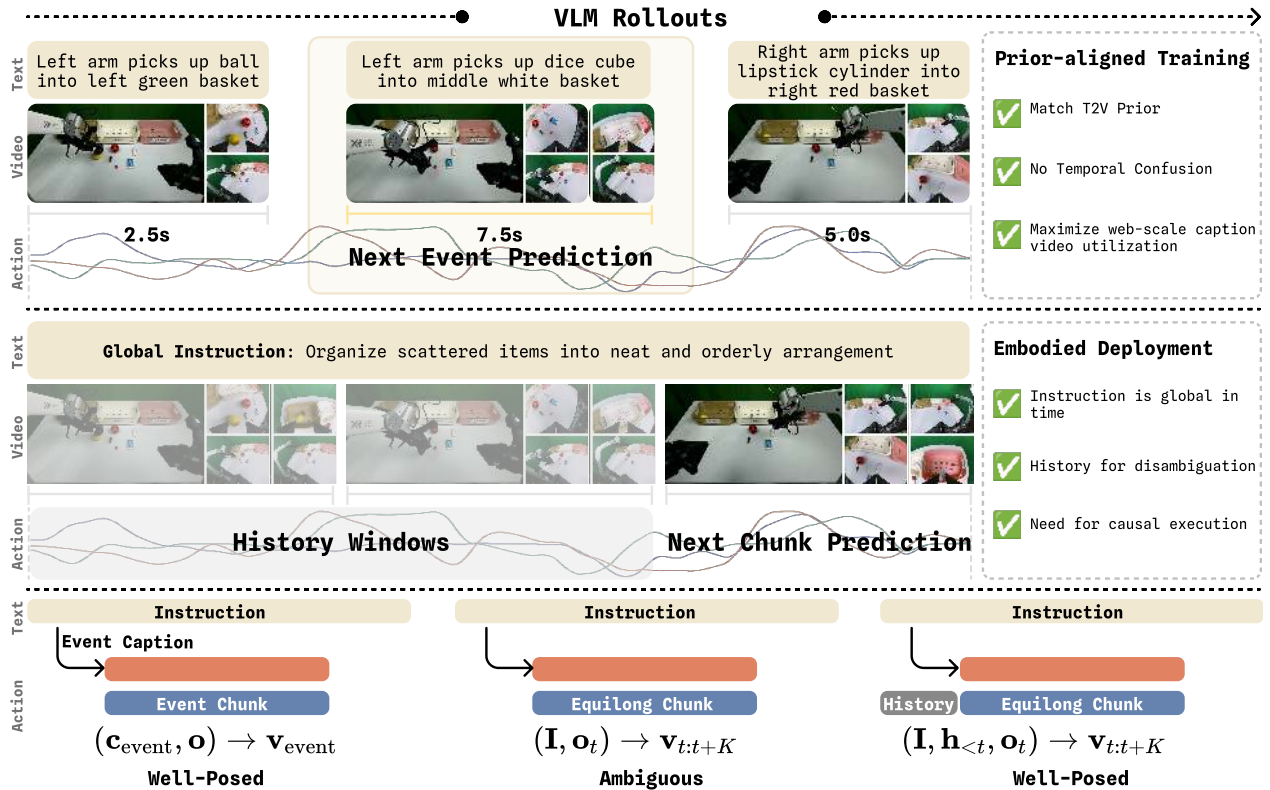 VLM Rollouts
Text
Left arm picks up ball
into left green basket
Left arm picks up dice cube
into middle white basket
Right arm picks up
lipstick cylinder into
right red basket
Video
Action
2.5s
7.5s
5.0s
Next Event Prediction
Prior-aligned Training
✅ Match T2V Prior
✅ No Temporal Confusion
✅ Maximize web-scale caption
video utilization
Text
Global Instruction: Organize scattered items into neat and orderly arrangement
Video
Action
History Windows
Next Chunk Prediction
Embodied Deployment
✅ Instruction is global in
time
✅ History for disambiguation
✅ Need for causal execution
Text
Action
Instruction
Event Caption
Event Chunk
(c_event, o) → v_event
Well-Posed
Instruction
Equilong Chunk
(I, o_t) → v_{t:t+K}
Ambiguous
Instruction
History
Equilong Chunk
(I, h_{<t}, o_t) → v_{t:t+K}
Well-Posed